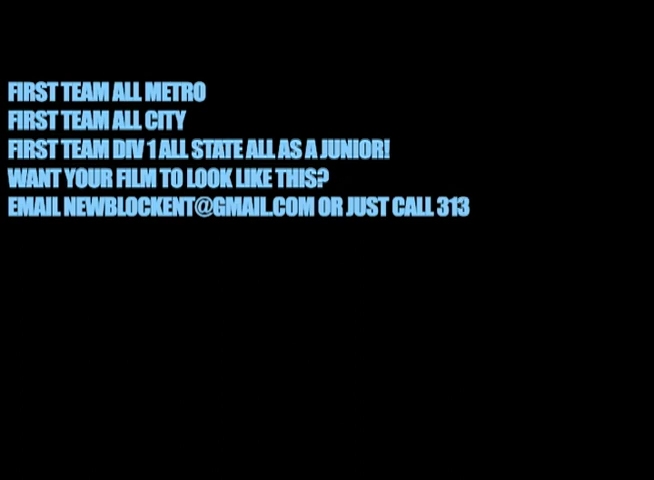 FIRST TEAM ALL METRO
FIRST TEAM ALL CITY
FIRST TEAM DIV 1 ALL STATE ALL AS A JUNIOR!
WANT YOUR FILM TO LOOK LIKE THIS?
EMAIL NEWBLOCKENT@GMAIL.COM OR JUST CALL 313